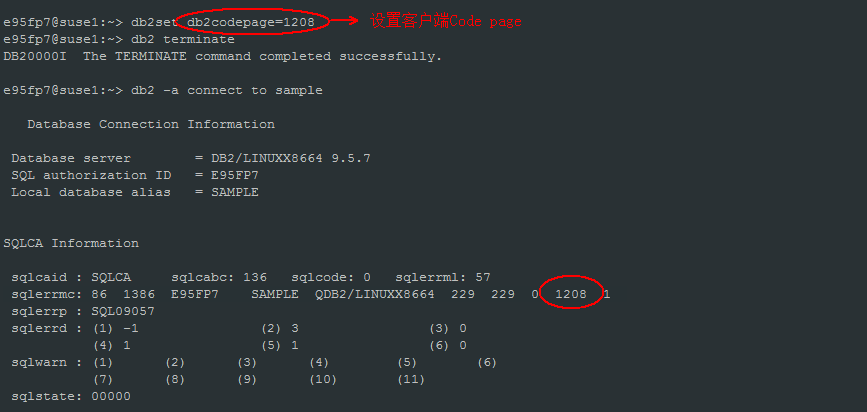 e95fp7@suse1:~> db2set db2codepage=1208 设置客户端Code page
e95fp7@suse1:~> db2 terminate
DB20000I  The TERMINATE command completed successfully.
e95fp7@suse1:~> db2 -a connect to sample
Database Connection Information
Database server        = DB2/LINUXX8664 9.5.7
SQL authorization ID   = E95FP7
Local database alias   = SAMPLE
SQLCA Information
sqlcaid : SQLCA     sqlcabc: 136   sqlcode: 0   sqlerrml: 57
sqlerrmc: 86  1386  E95FP7    SAMPLE  QDB2/LINUXX8664  229  229  0  1208  1
sqlerrp : SQL09057
sqlerrd : (1) -1                (2) 3                (3) 0
(4) 1                (5) 1                (6) 0
sqlwarn : (1)      (2)      (3)      (4)        (5)       (6)
(7)      (8)      (9)      (10)       (11)
sqlstate: 00000